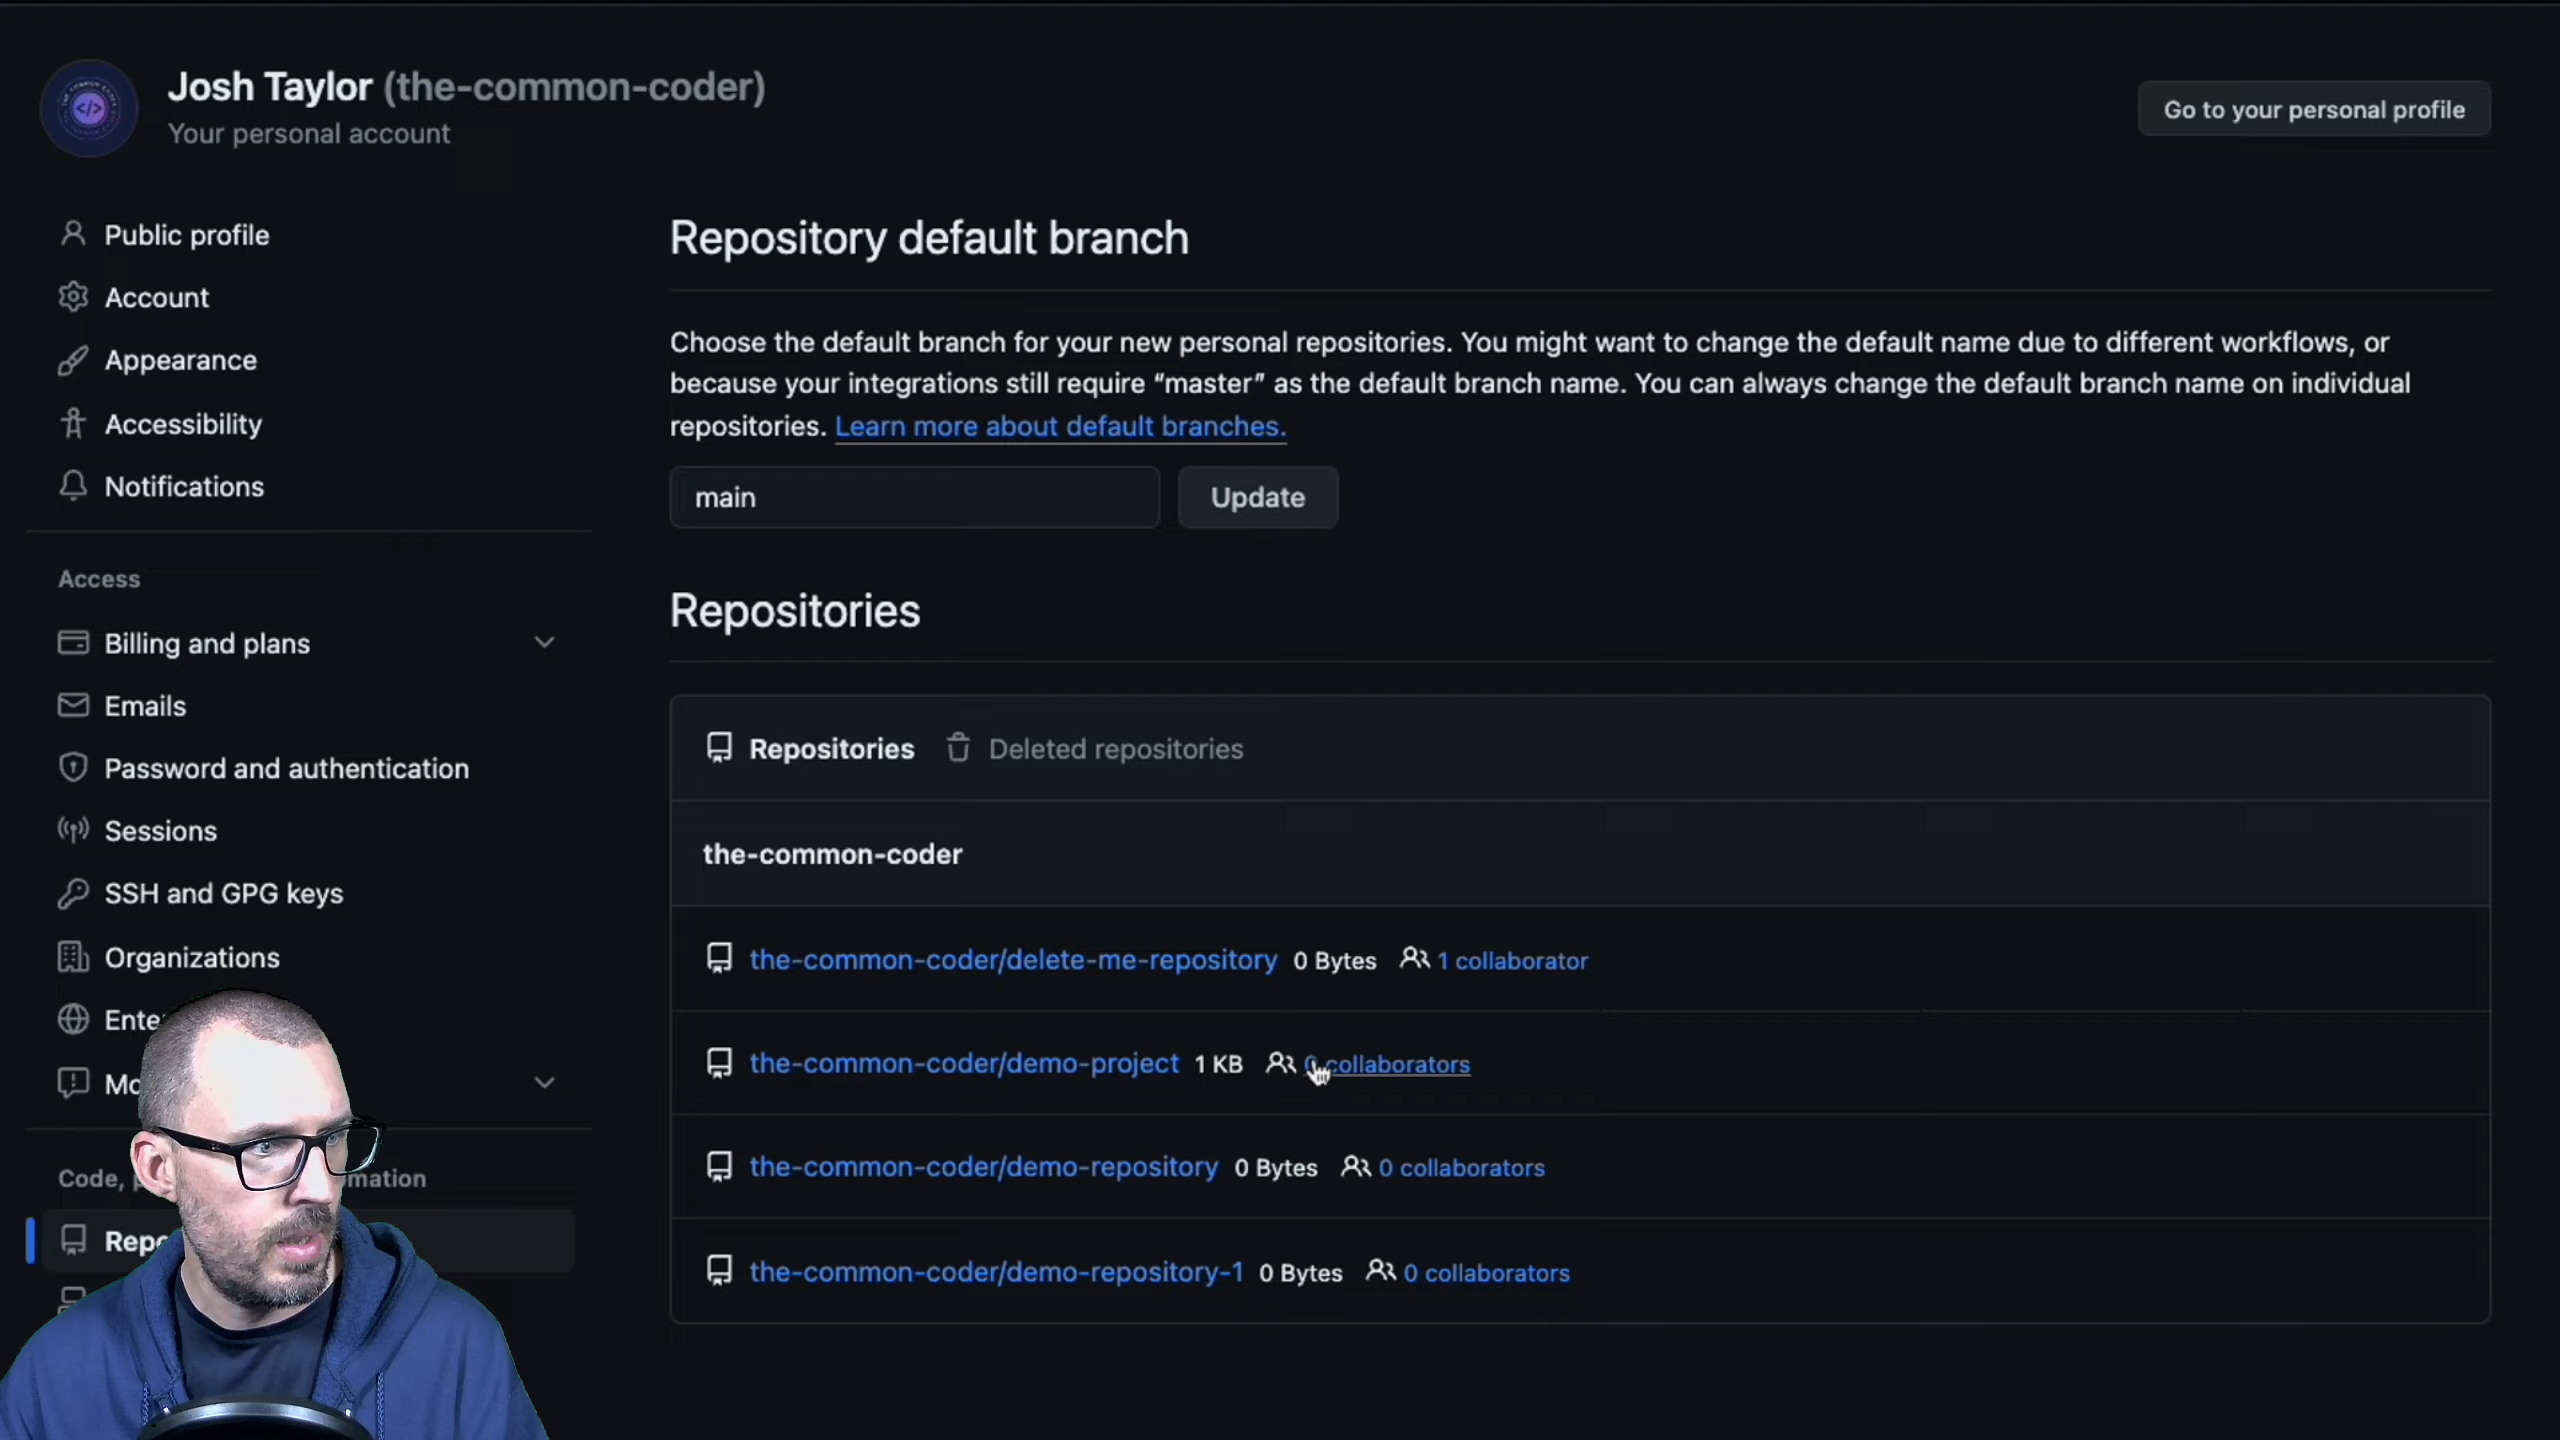 Josh Taylor (the-common-coder)
Your personal account
Go to your personal profile
Public profile
Account
Appearance
Accessibility
Notifications
Access
Billing and plans
Emails
Password and authentication
Sessions
SSH and GPG keys
Organizations
Repository default branch
Choose the default branch for your new personal repositories. You might want to change the default name due to different workflows, or
because your integrations still require “master” as the default branch name. You can always change the default branch name on individual
repositories. Learn more about default branches.
main
Update
Repositories
Repositories
Deleted repositories
the-common-coder
the-common-coder/delete-me-repository 0 Bytes 1 collaborator
the-common-coder/demo-project 1 KB collaborators
the-common-coder/demo-repository 0 Bytes 0 collaborators
the-common-coder/demo-repository-1 0 Bytes 0 collaborators
Code,